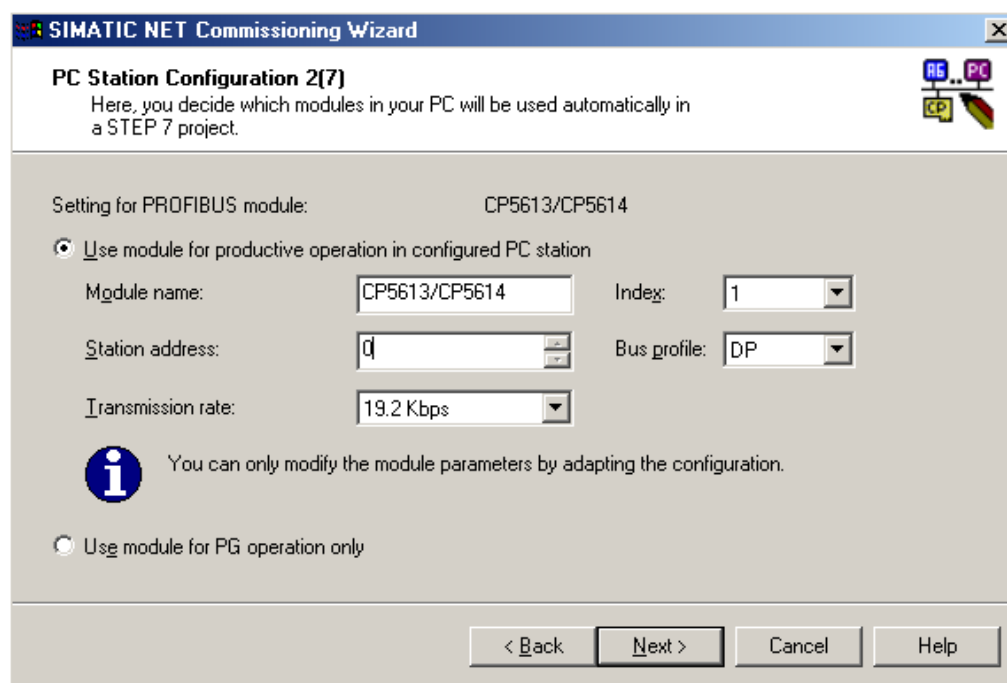 SIMATIC NET Commissioning Wizard
PC Station Configuration 2(7)
Here, you decide which modules in your PC will be used automatically in
a STEP 7 project.
AG PC
CP
Setting for PROFIBUS module: CP5613/CP5614
Use module for productive operation in configured PC station
Module name: CP5613/CP5614 Index: 1
Station address: 0 Bus profile: DP
Transmission rate: 19.2 Kbps
You can only modify the module parameters by adapting the configuration.
Use module for PG operation only
< Back Next > Cancel Help